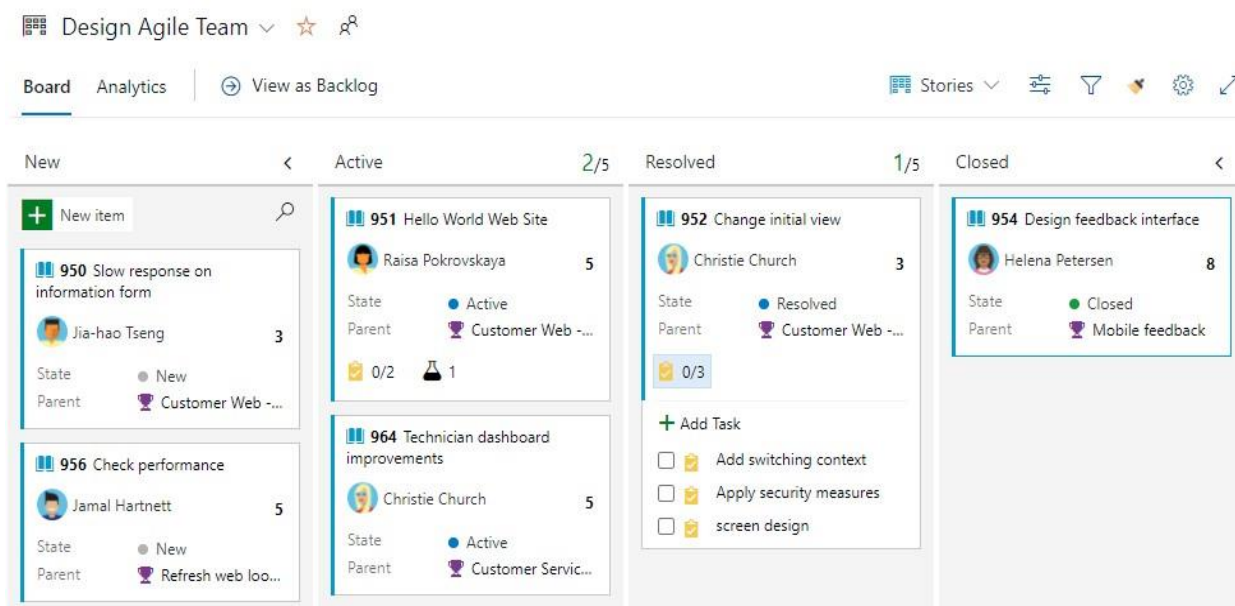 Design Agile Team
Board Analytics View as Backlog Stories
New
New item
950 Slow response on
information form
Jia-hao Tseng 3
State New
Parent Customer Web -...
956 Check performance
Jamal Hartnett 5
State New
Parent Refresh web loo...
Active 2/5
951 Hello World Web Site
Raisa Pokrovskaya 5
State Active
Parent Customer Web -...
0/2 1
964 Technician dashboard
improvements
Christie Church 5
State Active
Parent Customer Servic...
Resolved 1/5
952 Change initial view
Christie Church 3
State Resolved
Parent Customer Web -...
0/3
Add Task
Add switching context
Apply security measures
screen design
Closed
954 Design feedback interface
Helena Petersen 8
State Closed
Parent Mobile feedback